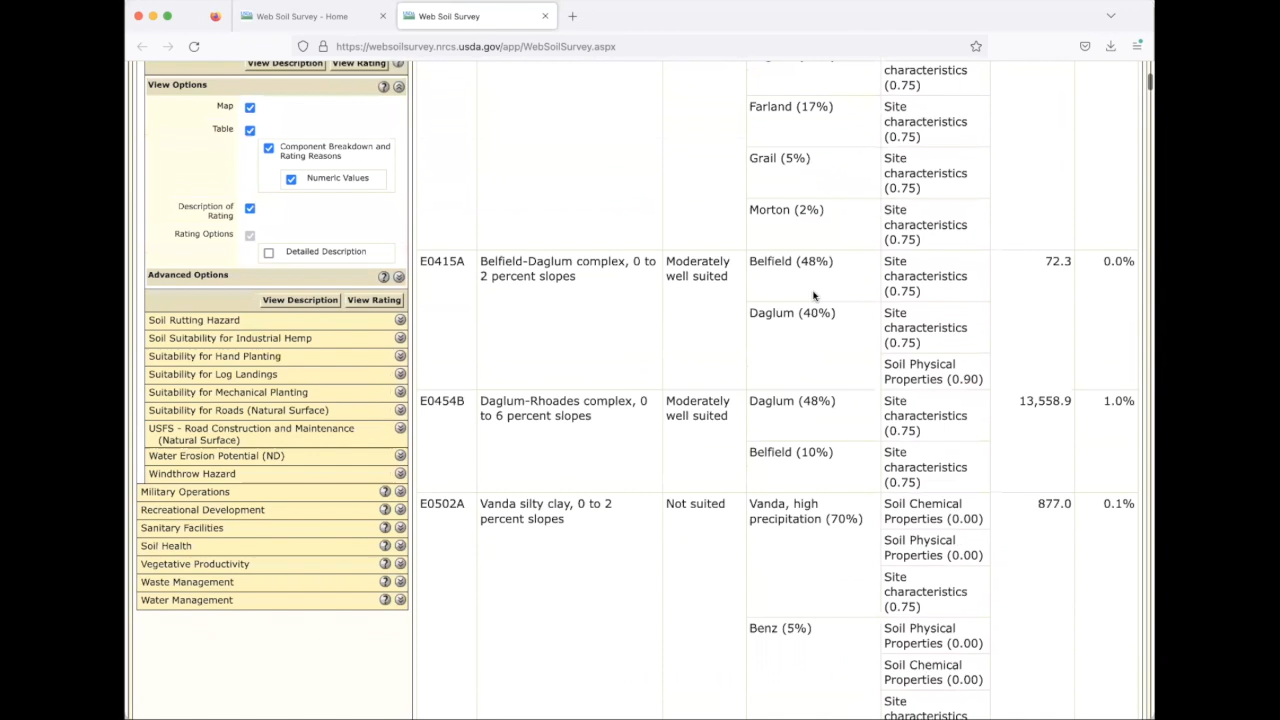 Web Soil Survey - Home
Web Soil Survey
https://websoilsurvey.nrcs.usda.gov/app/WebSoilSurvey.aspx
View Description View Rating
View Options
Map
Table
Component Breakdown and
Rating Reasons
Numeric Values
Description of
Rating
Rating Options
Detailed Description
Advanced Options
View Description View Rating
Soil Rutting Hazard
Soil Suitability for Industrial Hemp
Suitability for Hand Planting
Suitability for Log Landings
Suitability for Mechanical Planting
Suitability for Roads (Natural Surface)
USFS - Road Construction and Maintenance
(Natural Surface)
Water Erosion Potential (ND)
Windthrow Hazard
Military Operations
Recreational Development
Sanitary Facilities
Soil Health
Vegetative Productivity
Waste Management
Water Management
characteristics
(0.75)
Farland (17%) Site
characteristics
(0.75)
Grail (5%) Site
characteristics
(0.75)
Morton (2%) Site
characteristics
(0.75)
E0415A Belfield-Daglum complex, 0 to Moderately Belfield (48%) Site 72.3 0.0%
2 percent slopes well suited characteristics
(0.75)
Daglum (40%) Site
characteristics
(0.75)
Soil Physical
Properties (0.90)
E0454B Daglum-Rhoades complex, 0 Moderately Daglum (48%) Site 13,558.9 1.0%
to 6 percent slopes well suited characteristics
(0.75)
Belfield (10%) Site
characteristics
(0.75)
E0502A Vanda silty clay, 0 to 2 Not suited Vanda, high Soil Chemical 877.0 0.1%
percent slopes precipitation (70%) Properties (0.00)
Soil Physical
Properties (0.00)
Site
characteristics
(0.75)
Benz (5%) Soil Physical
Properties (0.00)
Soil Chemical
Properties (0.00)
Site
characteristics